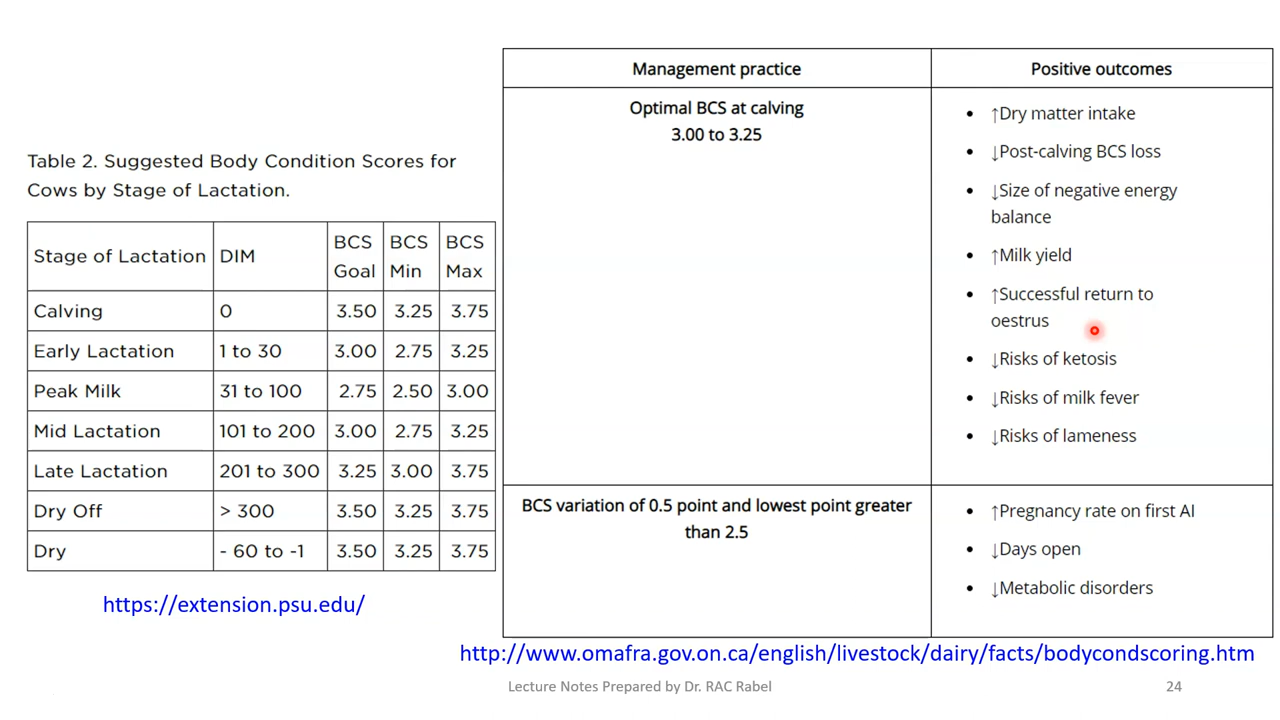 Table 2. Suggested Body Condition Scores for
Cows by Stage of Lactation.
Stage of Lactation DIM BCS Goal BCS Min BCS Max
Calving 0 3.50 3.25 3.75
Early Lactation 1 to 30 3.00 2.75 3.25
Peak Milk 31 to 100 2.75 2.50 3.00
Mid Lactation 101 to 200 3.00 2.75 3.25
Late Lactation 201 to 300 3.25 3.00 3.75
Dry Off > 300 3.50 3.25 3.75
Dry - 60 to -1 3.50 3.25 3.75
https://extension.psu.edu/
Management practice Positive outcomes
Optimal BCS at calving
3.00 to 3.25
• ↑Dry matter intake
• ↓Post-calving BCS loss
• ↓Size of negative energy
balance
• ↑Milk yield
• ↑Successful return to
oestrus
• ↓Risks of ketosis
• ↓Risks of milk fever
• ↓Risks of lameness
BCS variation of 0.5 point and lowest point greater
than 2.5
• ↑Pregnancy rate on first AI
• ↓Days open
• ↓Metabolic disorders
http://www.omafra.gov.on.ca/english/livestock/dairy/facts/bodycondscoring.htm
Lecture Notes Prepared by Dr. RAC Rabel
24